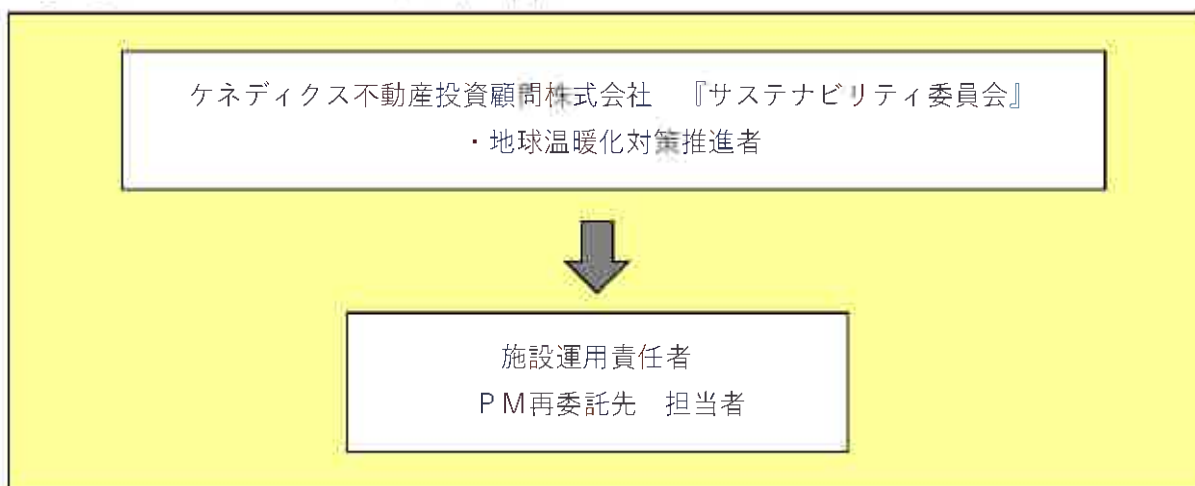 ケネディクス不動産投資顧問株式会社　『サステナビリティ委員会』
・地球温暖化対策推進者
施設運用責任者
ＰＭ再委託先　担当者